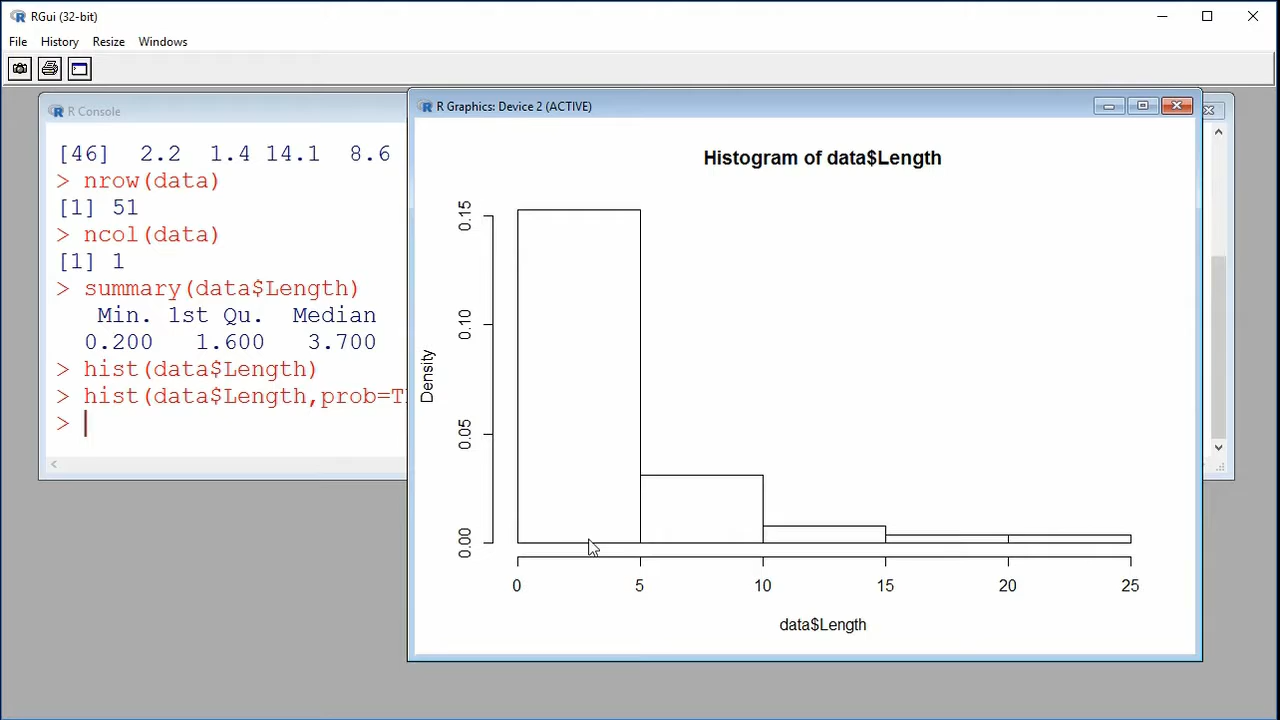 RGui (32-bit)
File History Resize Windows
R Console
[46] 2.2 1.4 14.1 8.6
> nrow(data)
[1] 51
> ncol(data)
[1] 1
> summary(data$Length)
Min. 1st Qu. Median
0.200 1.600 3.700
> hist(data$Length)
> hist(data$Length,prob=T
>
R Graphics: Device 2 (ACTIVE)
Histogram of data$Length
Density
0.15
0.10
0.05
0.00
0 5 10 15 20 25
data$Length